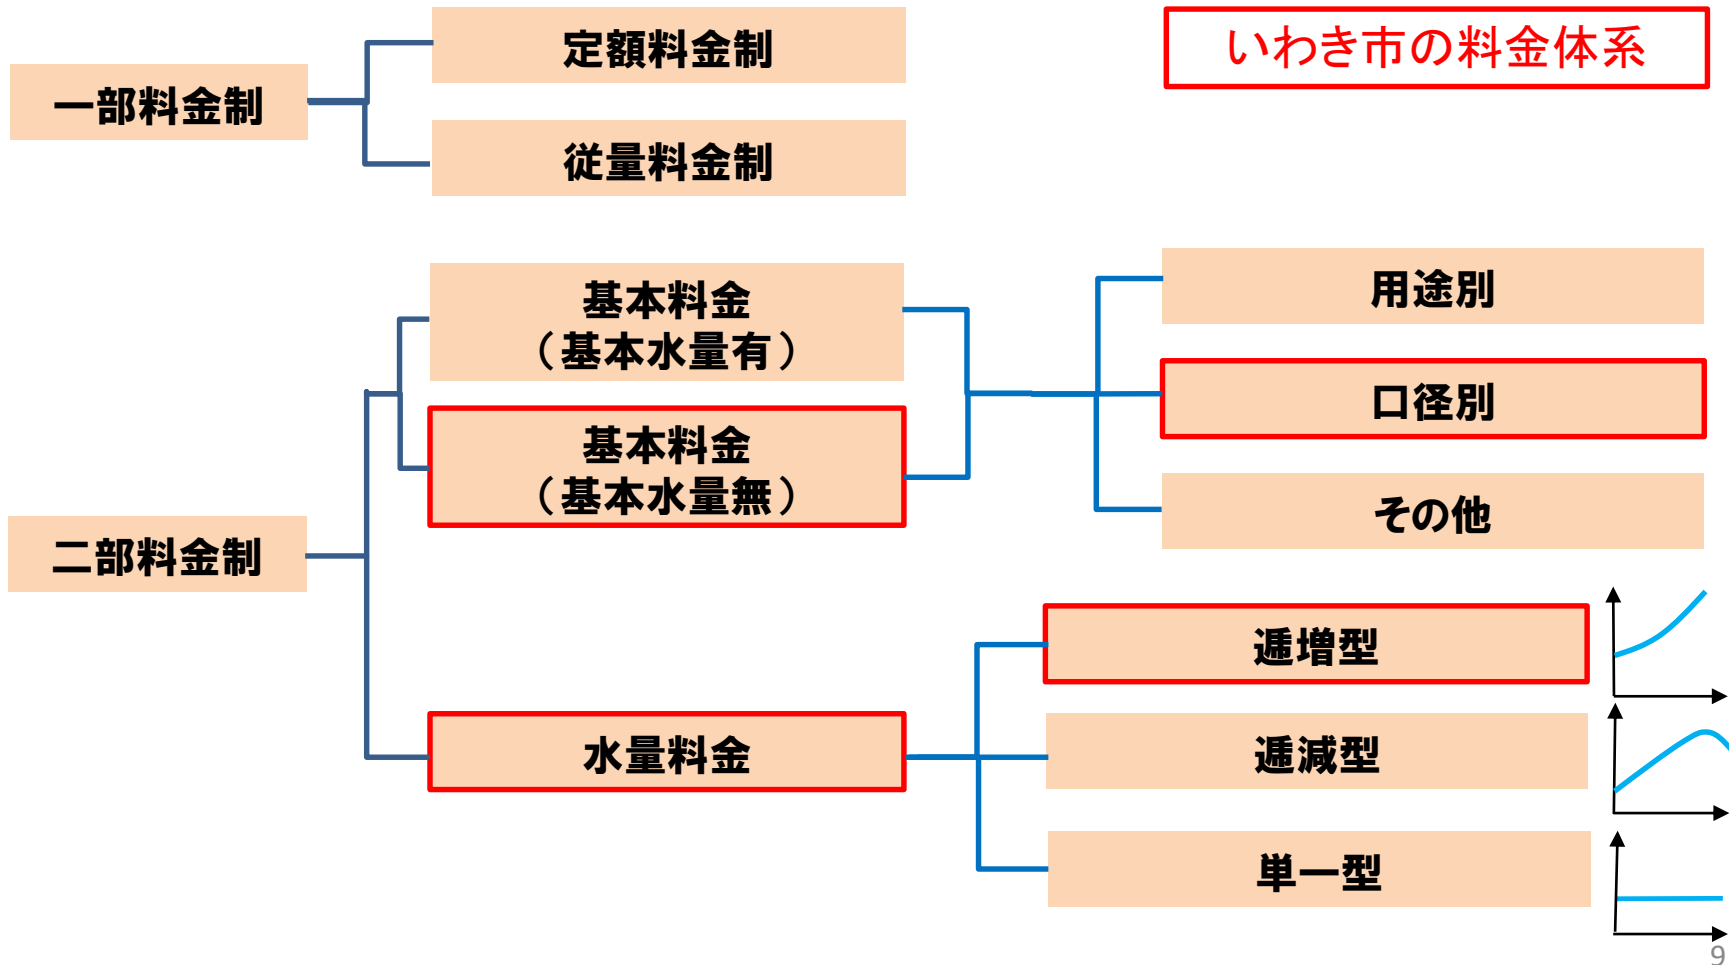 いわき市の料金体系
一部料金制
定額料金制
従量料金制
二部料金制
基本料金
（基本水量有）
基本料金
（基本水量無）
用途別
口径別
その他
水量料金
逓増型
逓減型
単一型
9